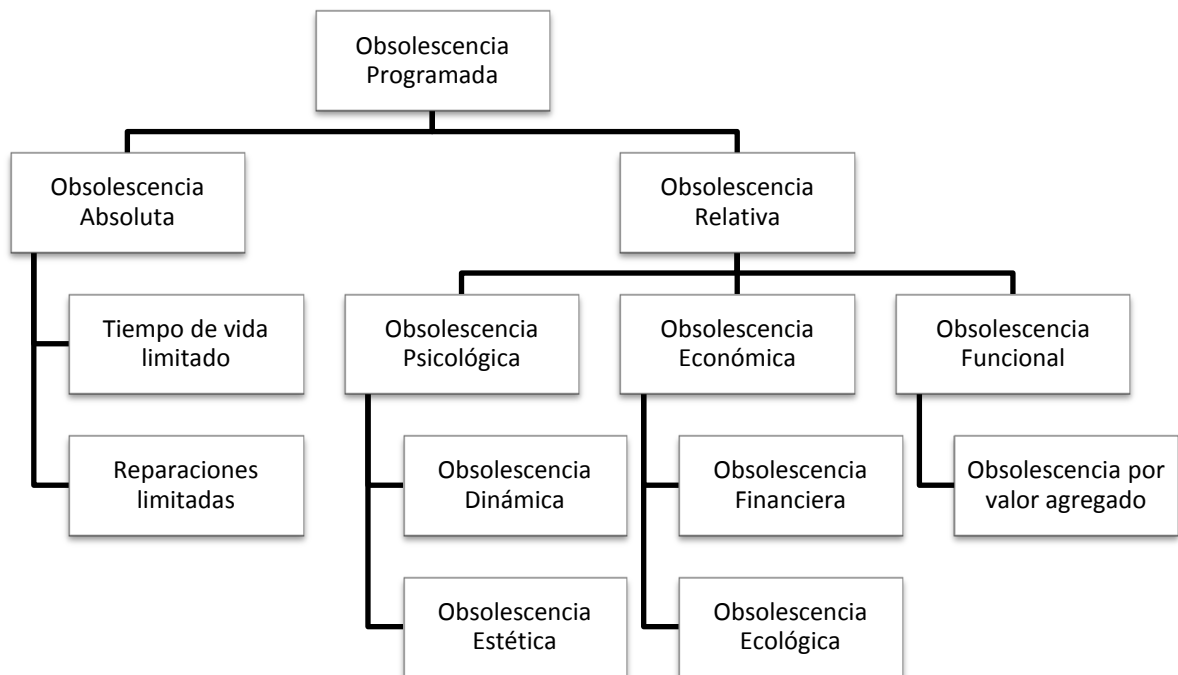 Obsolescencia
Programada
Obsolescencia
Absoluta
Obsolescencia
Relativa
Tiempo de vida
limitado
Obsolescencia
Psicológica
Obsolescencia
Económica
Obsolescencia
Funcional
Reparaciones
limitadas
Obsolescencia
Dinámica
Obsolescencia
Financiera
Obsolescencia por
valor agregado
Obsolescencia
Estética
Obsolescencia
Ecológica